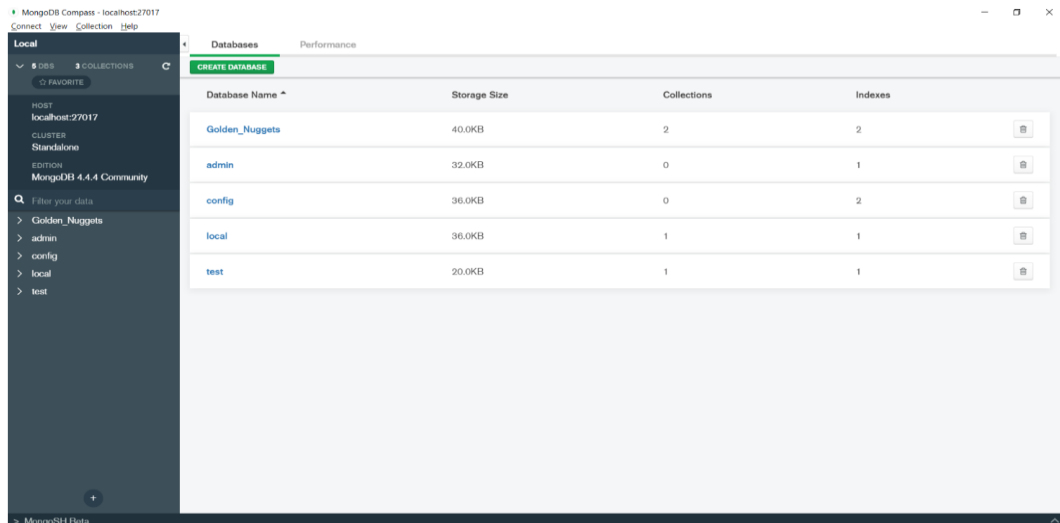 MongoDB Compass - localhost:27017
Connect View Collection Help
Local
5 DBS 3 COLLECTIONS
FAVORITE
HOST
localhost:27017
CLUSTER
Standalone
EDITION
MongoDB 4.4.4 Community
Filter your data
Golden_Nuggets
admin
config
local
test
+
Databases Performance
CREATE DATABASE
Database Name Storage Size Collections Indexes
Golden_Nuggets 40.0KB 2 2
admin 32.0KB 0 1
config 36.0KB 0 2
local 36.0KB 1 1
test 20.0KB 1 1
> MongoSH Beta